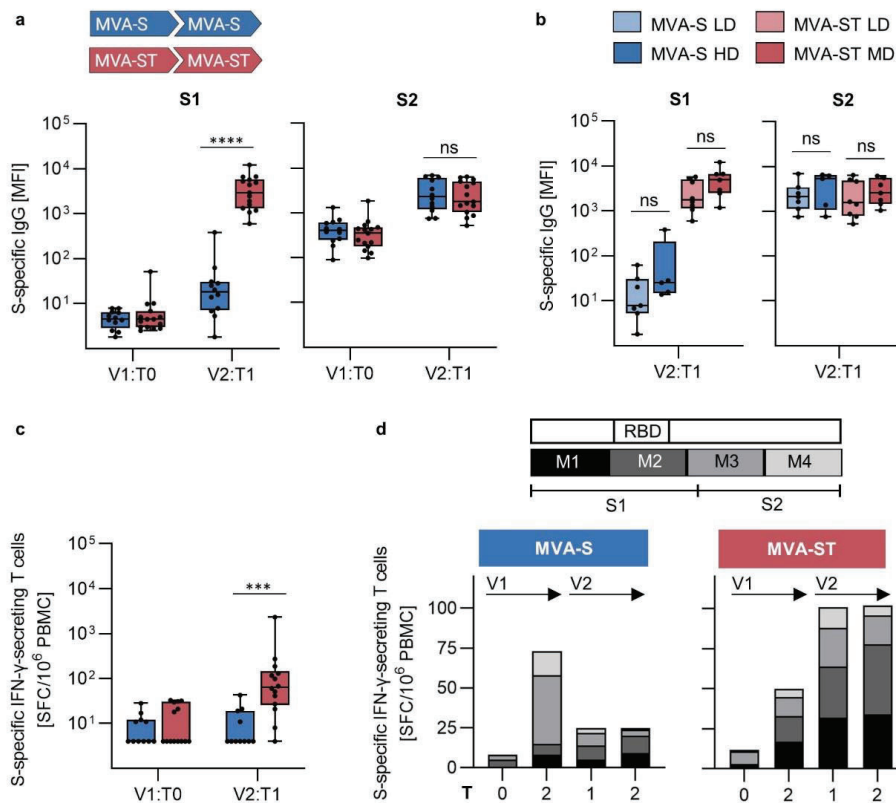 a
MVA-S MVA-S
MVA-ST MVA-ST
S1 S2
S-specific IgG [MFI]
10⁵
10⁴
10³
10²
10¹
****
ns
V1:T0 V2:T1 V1:T0 V2:T1
b
MVA-S LD MVA-ST LD
MVA-S HD MVA-ST MD
S1 S2
S-specific IgG [MFI]
10⁵
10⁴
10³
10²
10¹
ns
ns
ns
ns
V2:T1 V2:T1
c
S-specific IFN-γ-secreting T cells
[SFC/10⁶ PBMC]
10⁵
10⁴
10³
10²
10¹
***
V1:T0 V2:T1
d
RBD
M1 M2 M3 M4
S1 S2
MVA-S MVA-ST
S-specific IFN-γ-secreting T cells
[SFC/10⁶ PBMC]
V1 V2 V1 V2
100
75
50
25
0
T 0 2 1 2 0 2 1 2